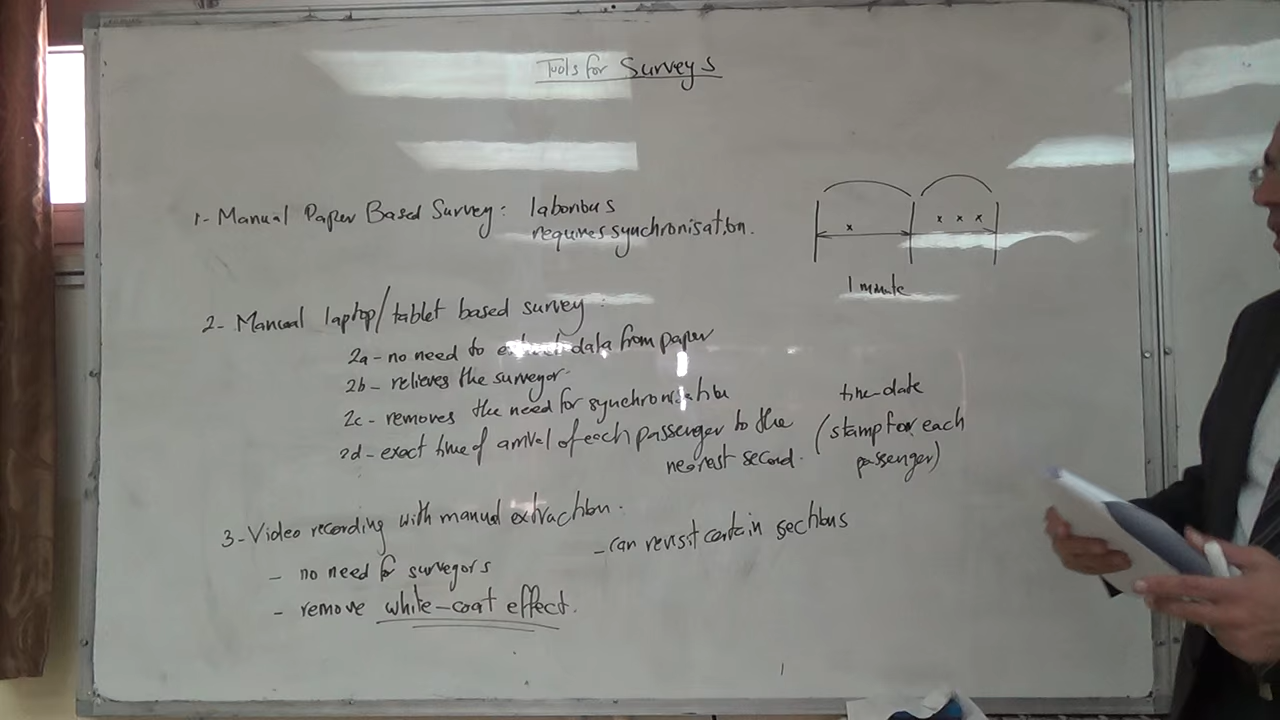 Tools for Surveys
1- Manual Paper Based Survey: laborious
requires synchronisation.
1 minute
2- Manual laptop/tablet based survey:
2a - no need to extract data from paper
2b - relieves the surveyor.
2c - removes the need for synchronisation
2d - exact time of arrival of each passenger to the
nearest second.
time-date
(stamp for each
passenger)
3- Video recording with manual extraction.
- no need for surveyors
- remove white-coat effect.
- can revisit certain sections